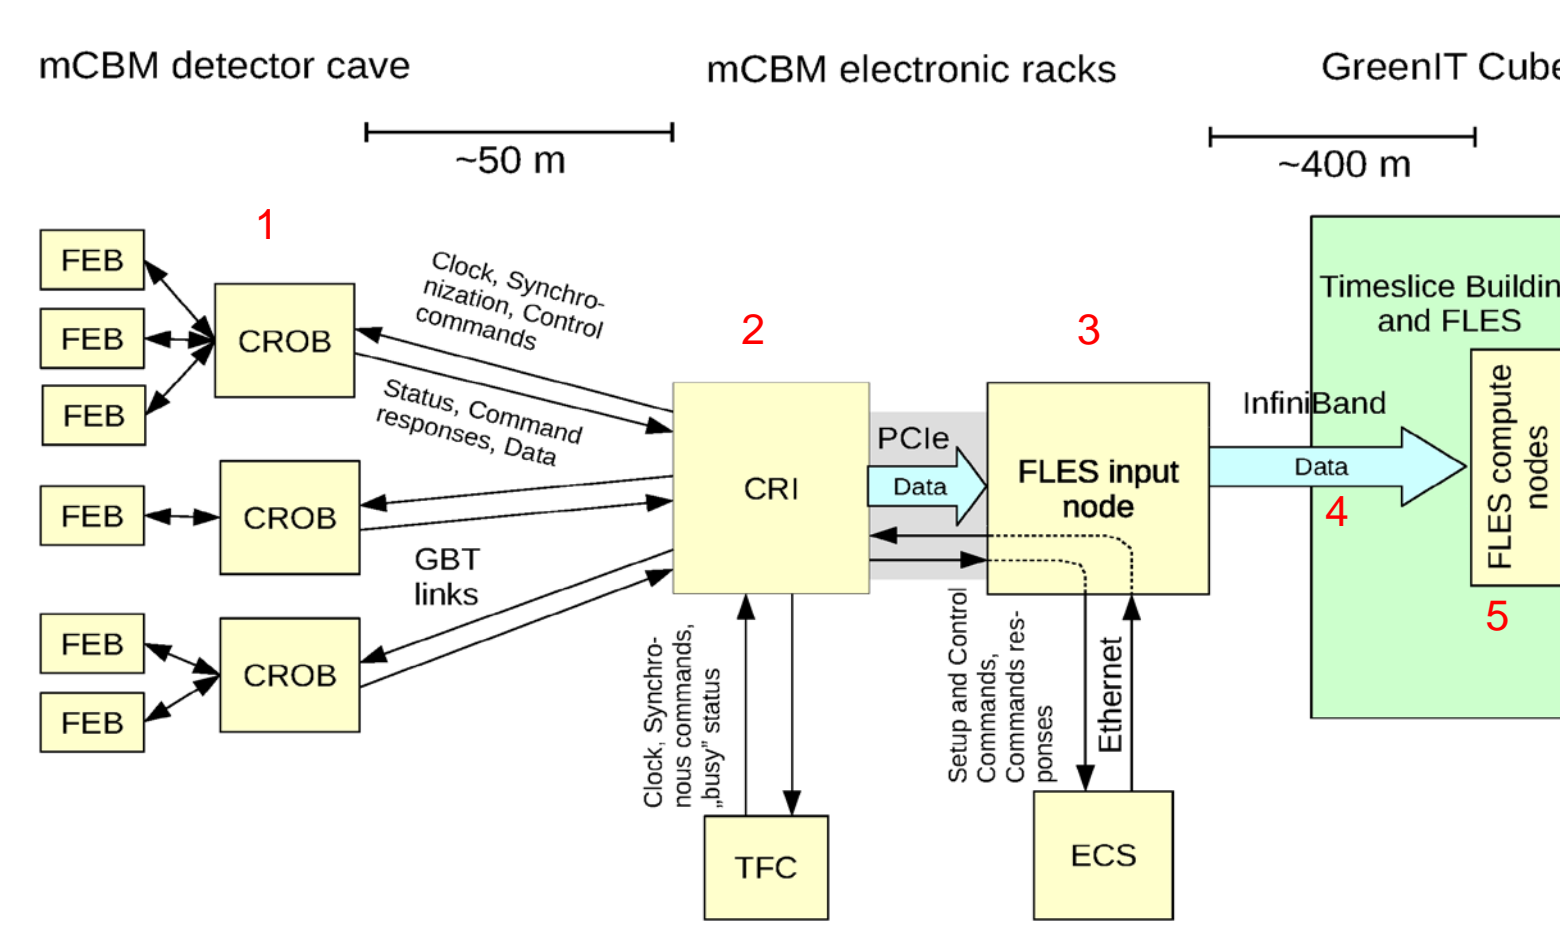 mCBM detector cave
mCBM electronic racks
GreenIT Cube
~50 m
~400 m
1
FEB
FEB
FEB
CROB
Clock, Synchro-
nization, Control
commands
Status, Command
responses, Data
2
3
Timeslice Buildin
and FLES
InfiniBand
Data
4
FLES compute
nodes
5
PCIe
Data
CRI
FLES input
node
FEB
CROB
GBT
links
FEB
FEB
CROB
Clock, Synchro-
nous commands,
„busy” status
Setup and Control
Commands,
Commands res-
ponses
Ethernet
TFC
ECS